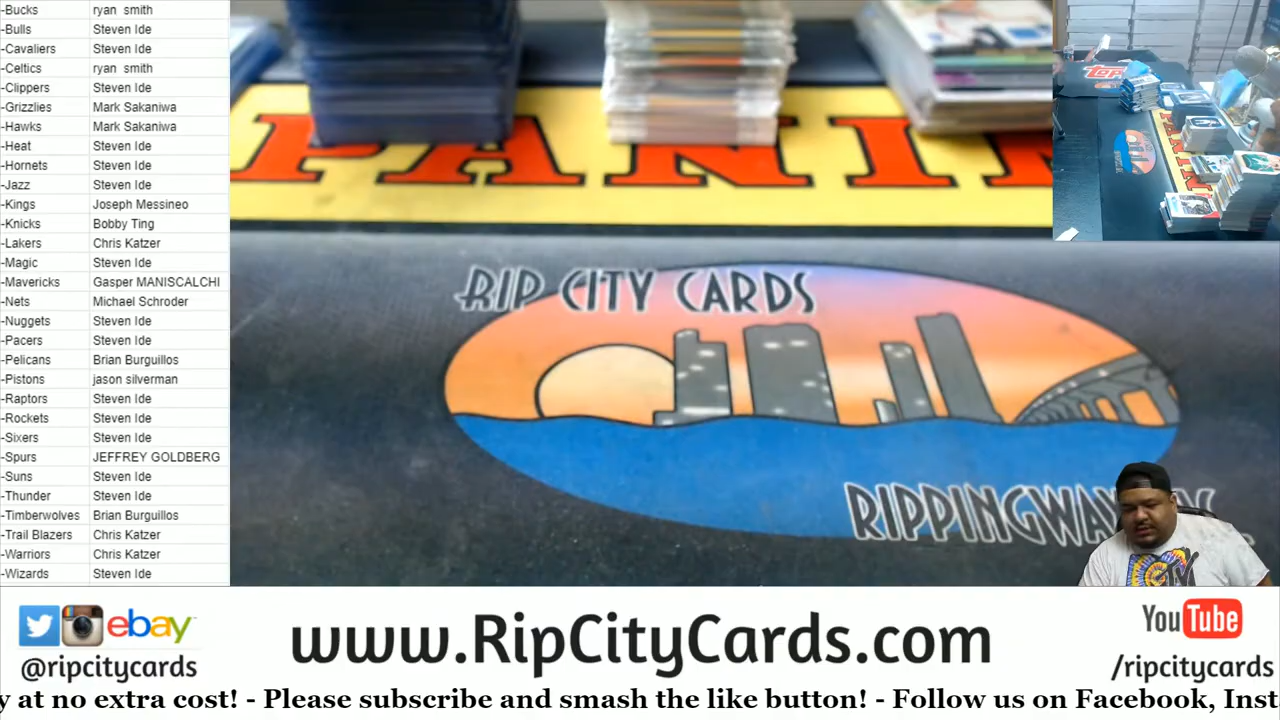 -Bucks ryan smith
-Bulls Steven Ide
-Cavaliers Steven Ide
-Celtics ryan smith
-Clippers Steven Ide
-Grizzlies Mark Sakaniwa
-Hawks Mark Sakaniwa
-Heat Steven Ide
-Hornets Steven Ide
-Jazz Steven Ide
-Kings Joseph Messineo
-Knicks Bobby Ting
-Lakers Chris Katzer
-Magic Steven Ide
-Mavericks Gasper MANISCALCHI
-Nets Michael Schroder
-Nuggets Steven Ide
-Pacers Steven Ide
-Pelicans Brian Burguillos
-Pistons jason silverman
-Raptors Steven Ide
-Rockets Steven Ide
-Sixers Steven Ide
-Spurs JEFFREY GOLDBERG
-Suns Steven Ide
-Thunder Steven Ide
-Timberwolves Brian Burguillos
-Trail Blazers Chris Katzer
-Warriors Chris Katzer
-Wizards Steven Ide
PANIN
topps
PANINI
RIP CITY CARDS
RIPPINGWA
ebay
@ripcitycards
www.RipCityCards.com
YouTube
/ripcitycards
y at no extra cost! - Please subscribe and smash the like button! - Follow us on Facebook, Inst